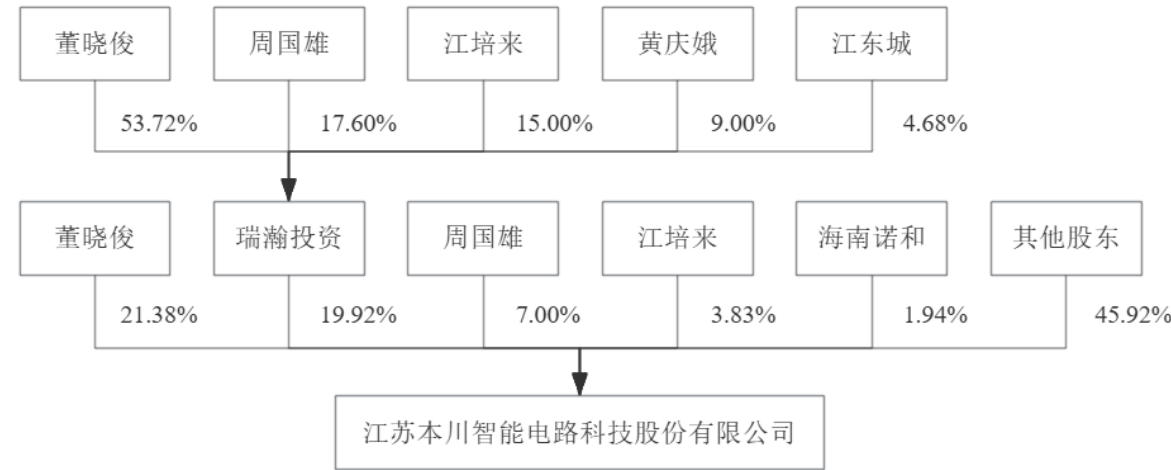 董晓俊 周国雄 江培来 黄庆娥 江东城
53.72% 17.60% 15.00% 9.00% 4.68%
董晓俊 瑞瀚投资 周国雄 江培来 海南诺和 其他股东
21.38% 19.92% 7.00% 3.83% 1.94% 45.92%
江苏本川智能电路科技股份有限公司